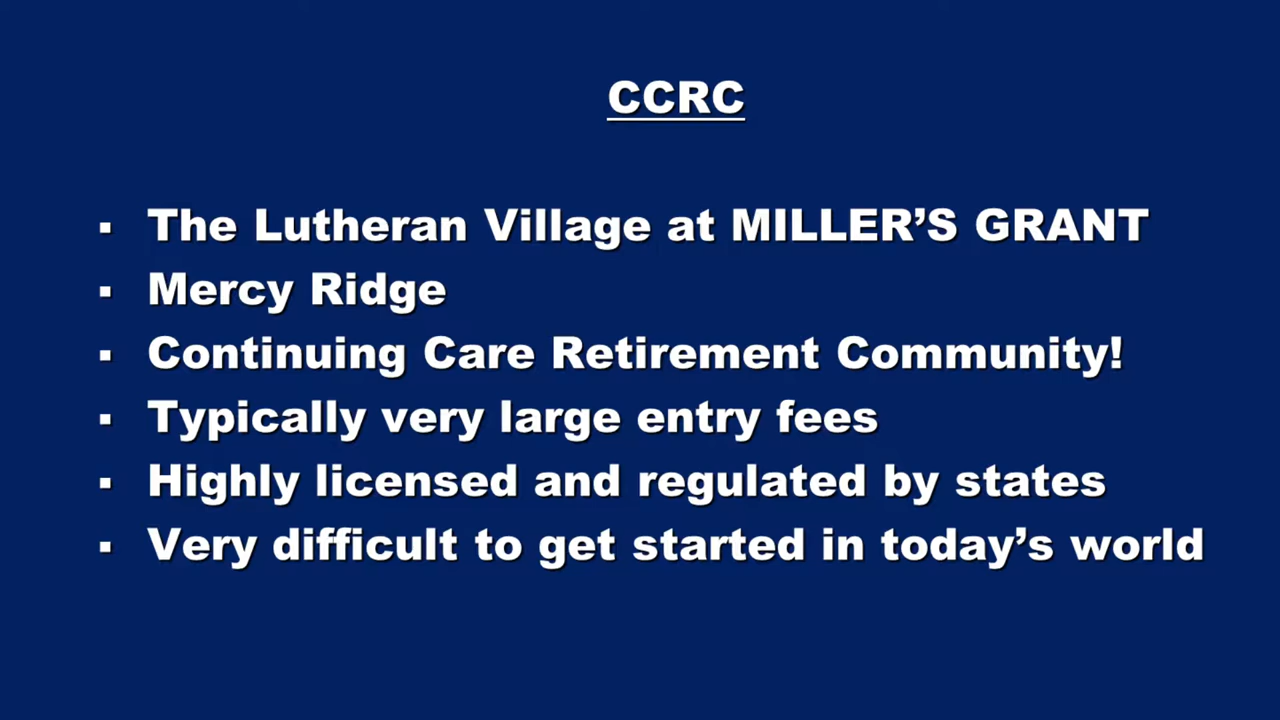 CCRC
▪ The Lutheran Village at MILLER’S GRANT
▪ Mercy Ridge
▪ Continuing Care Retirement Community!
▪ Typically very large entry fees
▪ Highly licensed and regulated by states
▪ Very difficult to get started in today’s world